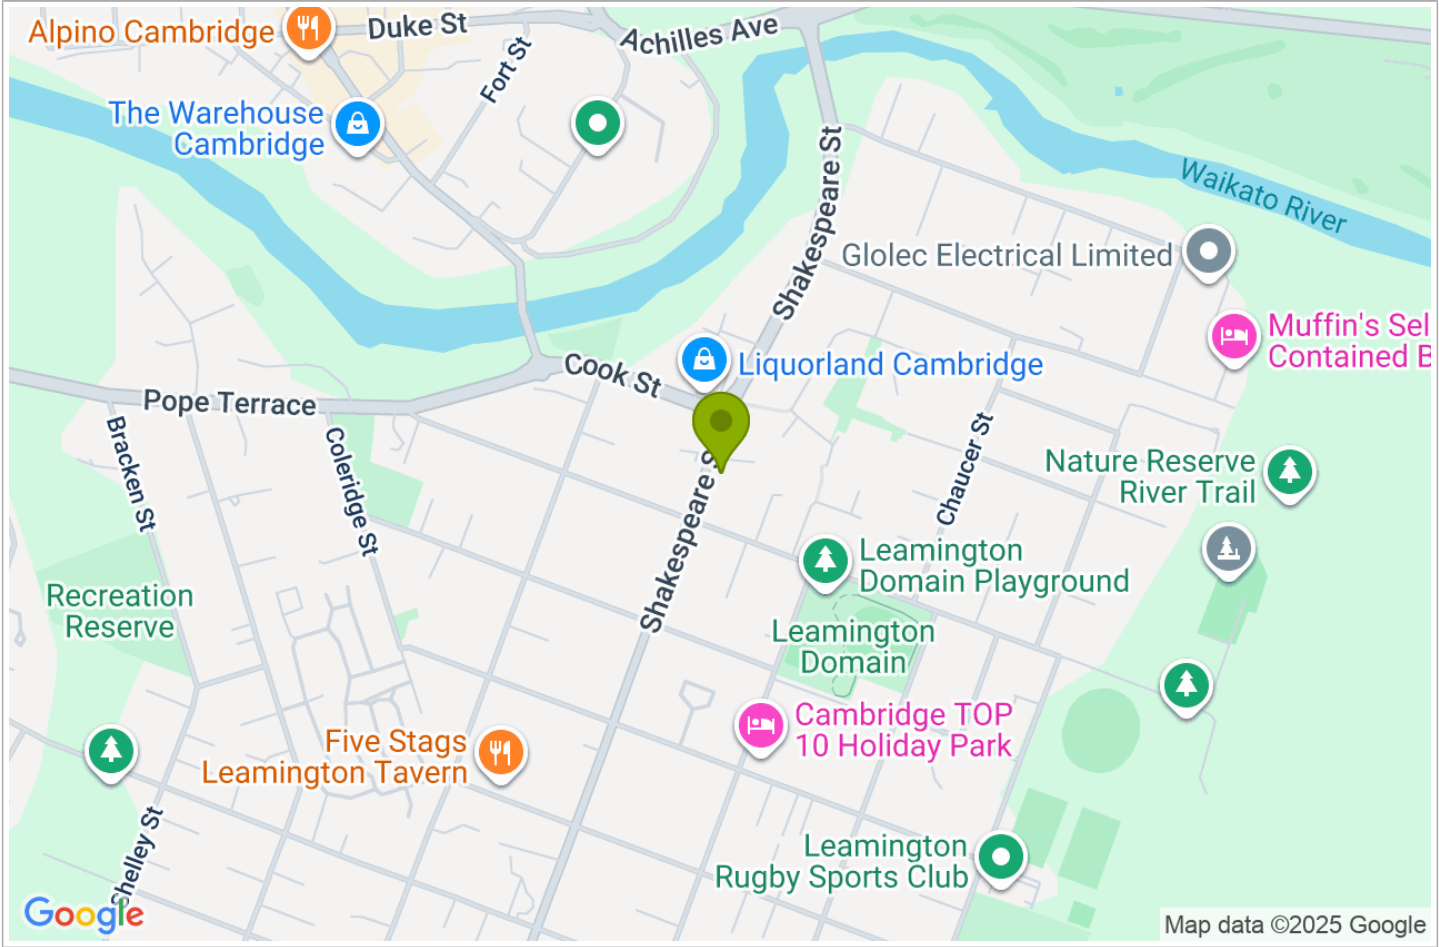 Alpino Cambridge
Duke St
Achilles Ave
Fort St
The Warehouse
Cambridge
Shakespeare St
Waikato River
Glolec Electrical Limited
Shakespeare St
Muffin's Sel
Contained B
Cook St
Liquorland Cambridge
Pope Terrace
Bracken St
Coleridge St
Chaucer St
Nature Reserve
River Trail
Shakespeare S
Leamington
Domain Playground
Recreation
Reserve
Leamington
Domain
Cambridge TOP
10 Holiday Park
Five Stags
Leamington Tavern
Shelley St
Leamington
Rugby Sports Club
Google
Map data ©2025 Google